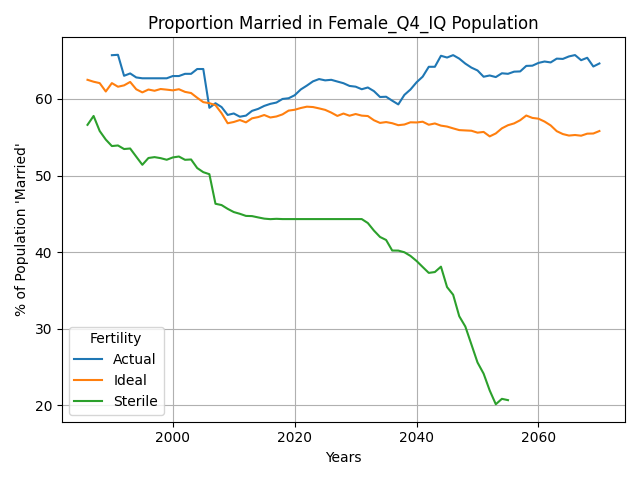 Proportion Married in Female_Q4_IQ Population
% of Population 'Married'
60
50
40
30
20
Fertility
Actual
Ideal
Sterile
2000 2020 2040 2060
Years